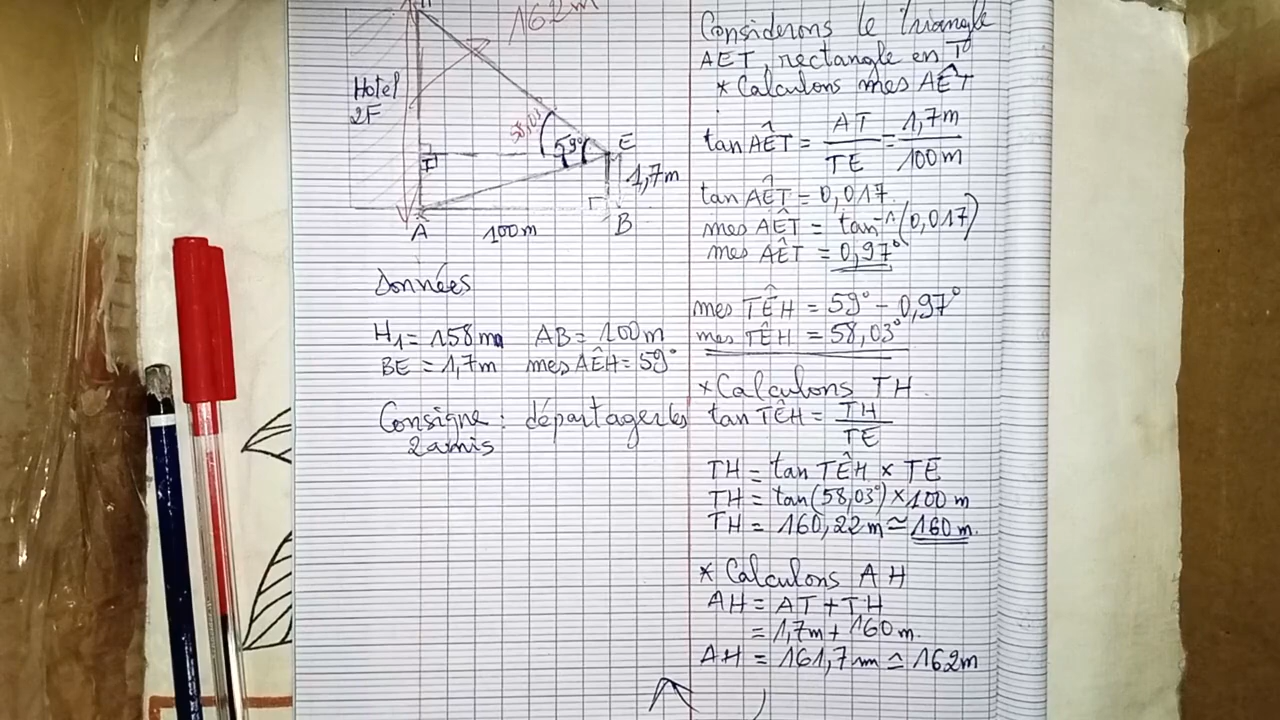 162m
Hotel
2F
58,03
59°
E
T
1,7m
A
100m
B
Données
H1 = 158m AB = 100m
BE = 1,7m mes AÊH = 59°
Consigne : départager les
2 amis
Considerons le triangle
AET, rectangle en T
* Calculons mes AÊT
tan AÊT = AT/TE = 1,7m/100m
tan AÊT = 0,017
mes AÊT = tan⁻¹(0,017)
mes AÊT = 0,97°
mes TÊH = 59° - 0,97°
mes TÊH = 58,03°
* Calculons TH.
tan TÊH = TH/TE
TH = tan TÊH × TE
TH = tan(58,03°) × 100 m
TH = 160,22m ≃ 160 m.
* Calculons AH
AH = AT + TH
= 1,7m + 160 m.
AH = 161,7m ≃ 162m